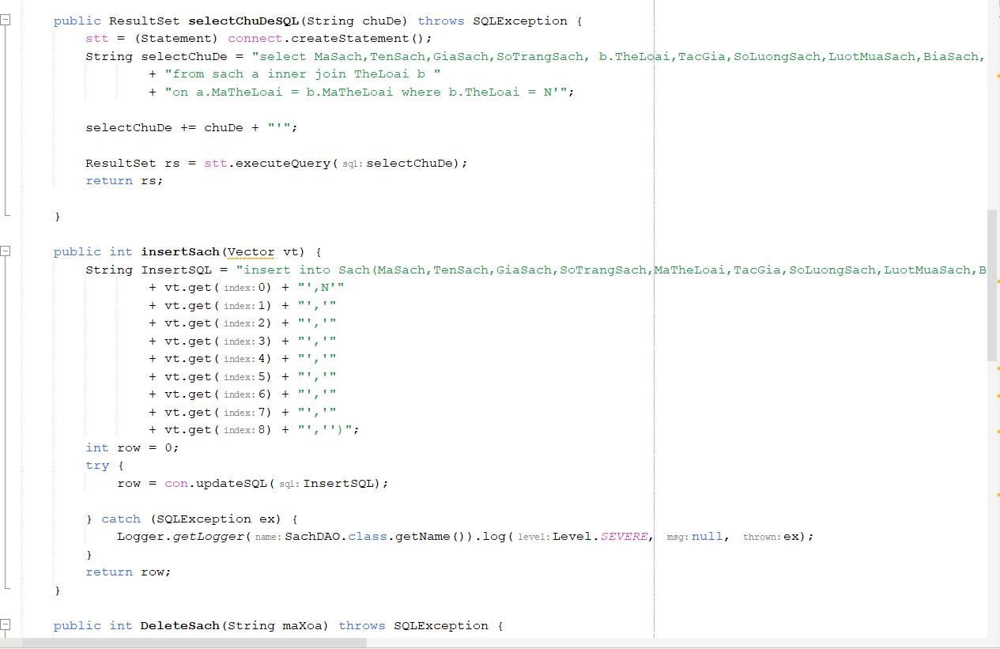 public ResultSet selectChuDeSQL(String chuDe) throws SQLException {
stt = (Statement) connect.createStatement();
String selectChuDe = "select MaSach,TenSach,GiaSach,SoTrangSach, b.TheLoai,TacGia,SoLuongSach,LuotMuaSach,BiaSach,
+ "from sach a inner join TheLoai b "
+ "on a.MaTheLoai = b.MaTheLoai where b.TheLoai = N'";
selectChuDe += chuDe + "'";
ResultSet rs = stt.executeQuery( sql: selectChuDe);
return rs;
}
public int insertSach(Vector vt) {
String InsertSQL = "insert into Sach(MaSach,TenSach,GiaSach,SoTrangSach,MaTheLoai,TacGia,SoLuongSach,LuotMuaSach,B
+ vt.get( index: 0) + "',N'"
+ vt.get( index: 1) + "','"
+ vt.get( index: 2) + "','"
+ vt.get( index: 3) + "','"
+ vt.get( index: 4) + "','"
+ vt.get( index: 5) + "','"
+ vt.get( index: 6) + "','"
+ vt.get( index: 7) + "','"
+ vt.get( index: 8) + "','')";
int row = 0;
try {
row = con.updateSQL( sql: InsertSQL);
} catch (SQLException ex) {
Logger.getLogger( name: SachDAO.class.getName()).log( level: Level.SEVERE, msg: null, thrown: ex);
}
return row;
}
public int DeleteSach(String maXoa) throws SQLException {